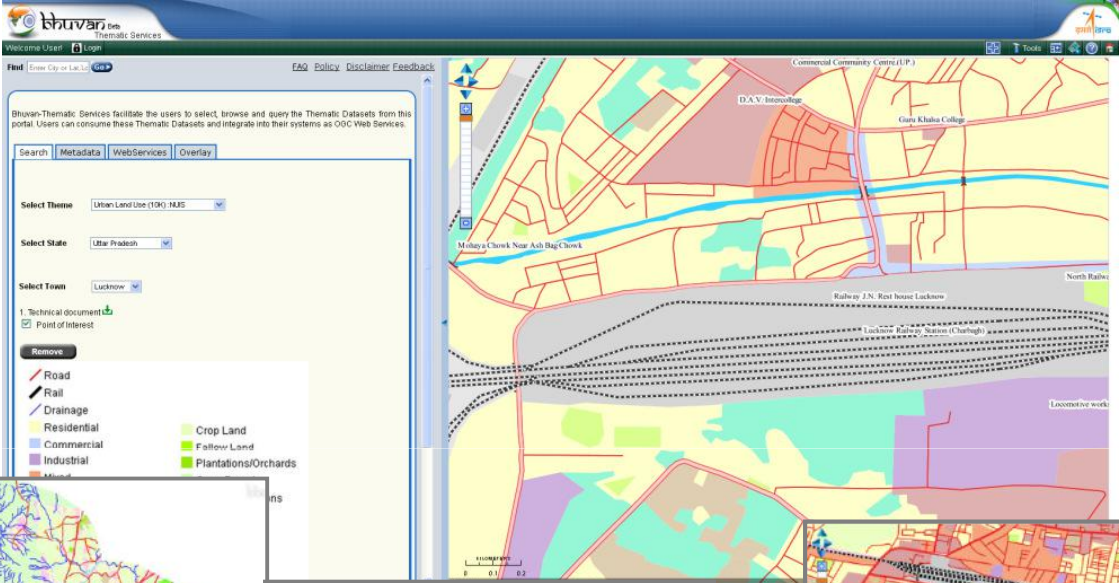 bhuvan Beta
Thematic Services
Welcome User! Login
Tools
Find Go
FAQ Policy Disclaimer Feedback
Bhuvan-Thematic Services facilitate the users to select, browse and query the Thematic Datasets from this
portal. Users can consume these Thematic Datasets and integrate into their systems as OGC Web Services.
Search Metadata WebServices Overlay
Select Theme Urban Land Use (10K) :NUIS
Select State Uttar Pradesh
Select Town Lucknow
1. Technical document
Point of Interest
Remove
Road
Rail
Drainage
Residential
Commercial
Industrial
Mixed
Crop Land
Fallow Land
Plantations/Orchards
ns
Commercial Community Centre,(UP.)
D.A.V. Intercollege
Guru Khalsa College
Mohaya Chowk Near Ash Bag Chowk
North Railwa
Railway J.N. Rest house Lucknow
Lucknow Railway Station (Charbagh)
Locomotive work
KILOMETERS
0 0.1 0.2